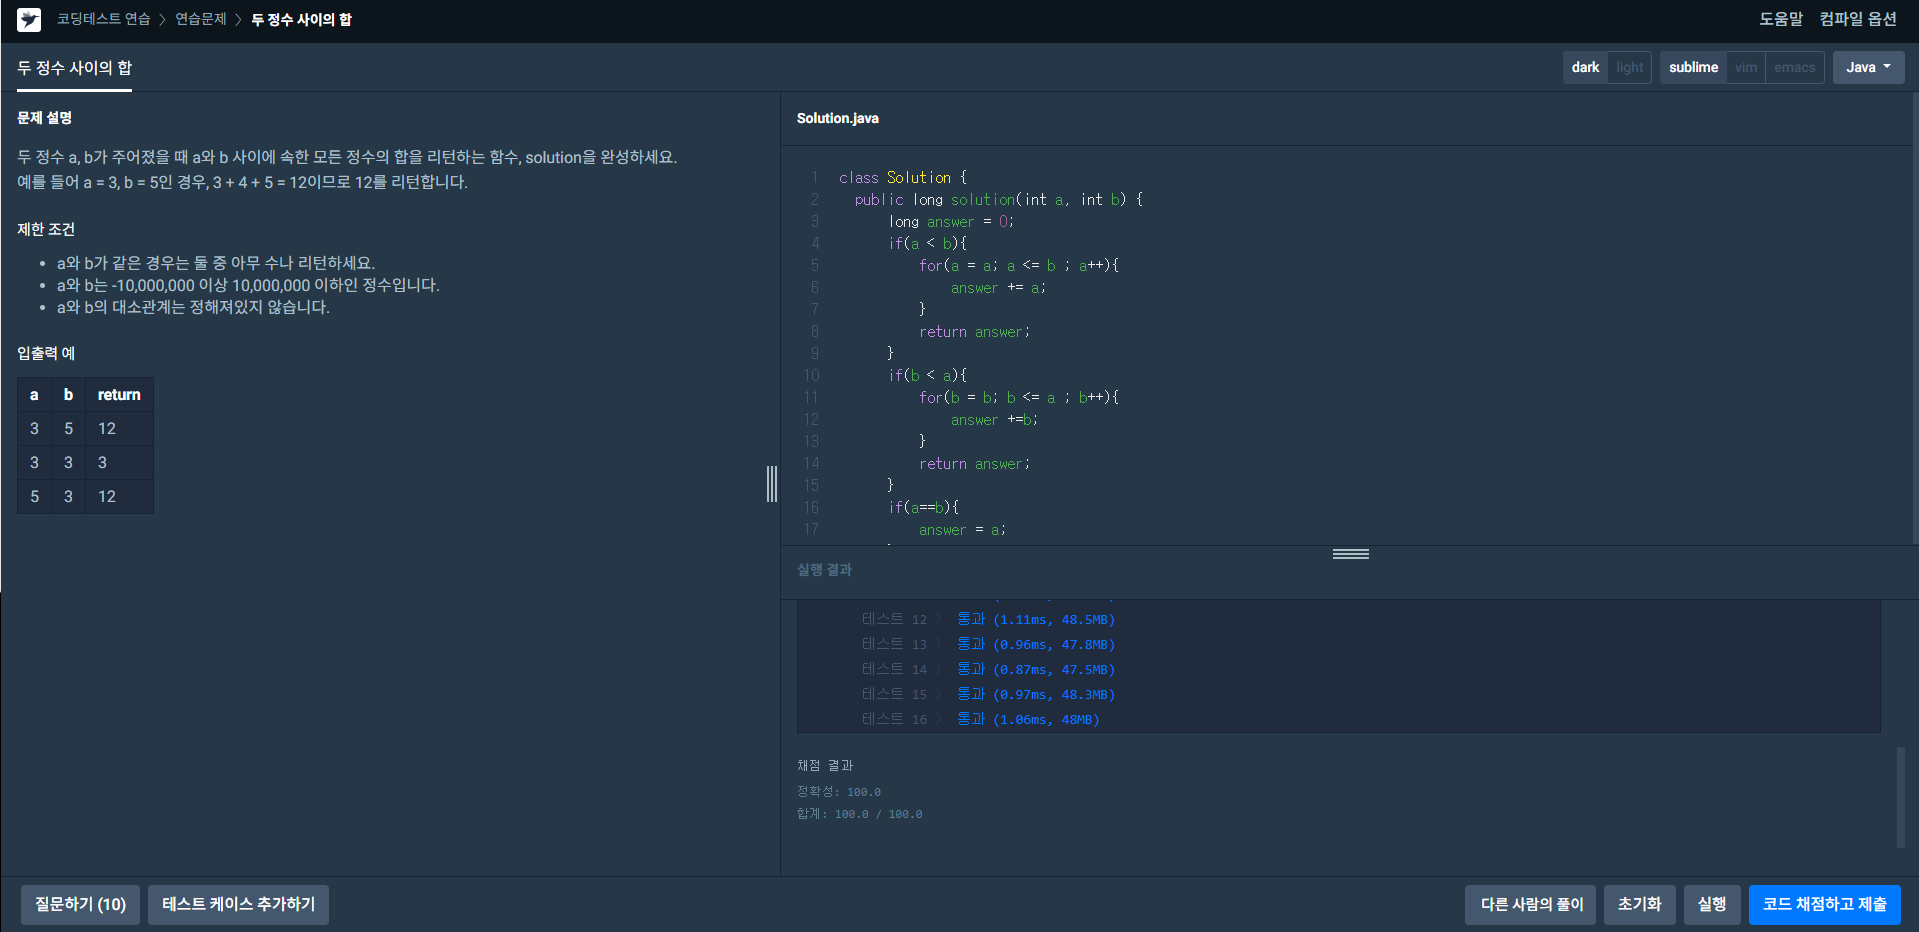 코딩테스트 연습 > 연습문제 > 두 정수 사이의 합
도움말 컴파일 옵션
두 정수 사이의 합
dark light sublime vim emacs Java
문제 설명
두 정수 a, b가 주어졌을 때 a와 b 사이에 속한 모든 정수의 합을 리턴하는 함수, solution을 완성하세요.
예를 들어 a = 3, b = 5인 경우, 3 + 4 + 5 = 12이므로 12를 리턴합니다.
제한 조건
• a와 b가 같은 경우는 둘 중 아무 수나 리턴하세요.
• a와 b는 -10,000,000 이상 10,000,000 이하인 정수입니다.
• a와 b의 대소관계는 정해져있지 않습니다.
입출력 예
a b return
3 5 12
3 3 3
5 3 12
Solution.java
1 class Solution {
2 public long solution(int a, int b) {
3 long answer = 0;
4 if(a < b){
5 for(a = a; a <= b ; a++){
6 answer += a;
7 }
8 return answer;
9 }
10 if(b < a){
11 for(b = b; b <= a ; b++){
12 answer +=b;
13 }
14 return answer;
15 }
16 if(a==b){
17 answer = a;
실행 결과
테스트 12 〉 통과 (1.11ms, 48.5MB)
테스트 13 〉 통과 (0.96ms, 47.8MB)
테스트 14 〉 통과 (0.87ms, 47.5MB)
테스트 15 〉 통과 (0.97ms, 48.3MB)
테스트 16 〉 통과 (1.06ms, 48MB)
채점 결과
정확성: 100.0
합계: 100.0 / 100.0
질문하기 (10) 테스트 케이스 추가하기
다른 사람의 풀이 초기화 실행 코드 채점하고 제출